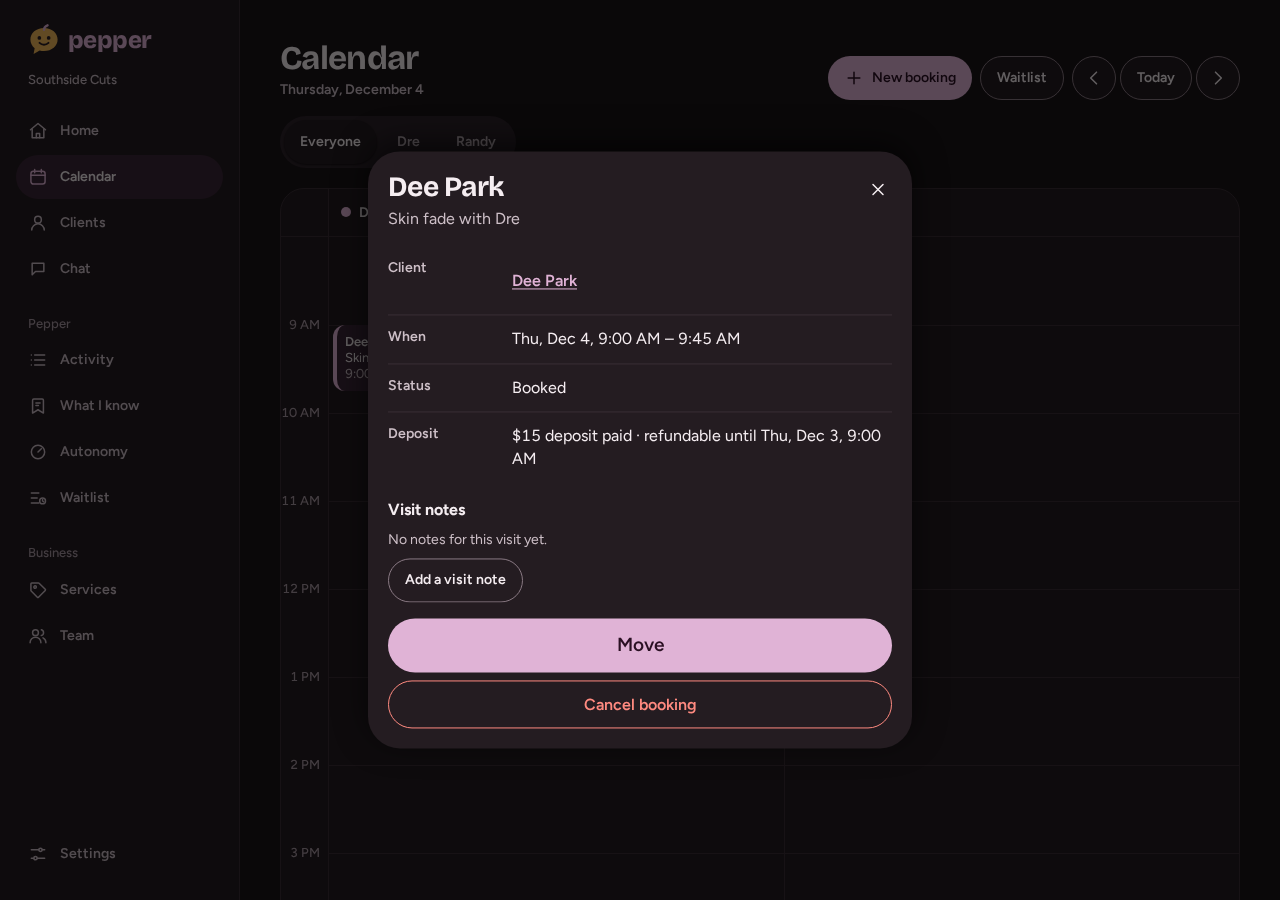 pepper
Southside Cuts
Home
Calendar
Clients
Chat
Pepper
Activity
What I know
Autonomy
Waitlist
Business
Services
Team
Settings
Calendar
Thursday, December 4
New booking
Waitlist
Today
Everyone
Dre
Randy
D
9 AM
10 AM
11 AM
12 PM
1 PM
2 PM
3 PM
Dee
Skin
9:00
Dee Park
Skin fade with Dre
Client
Dee Park
When
Thu, Dec 4, 9:00 AM – 9:45 AM
Status
Booked
Deposit
$15 deposit paid · refundable until Thu, Dec 3, 9:00
AM
Visit notes
No notes for this visit yet.
Add a visit note
Move
Cancel booking